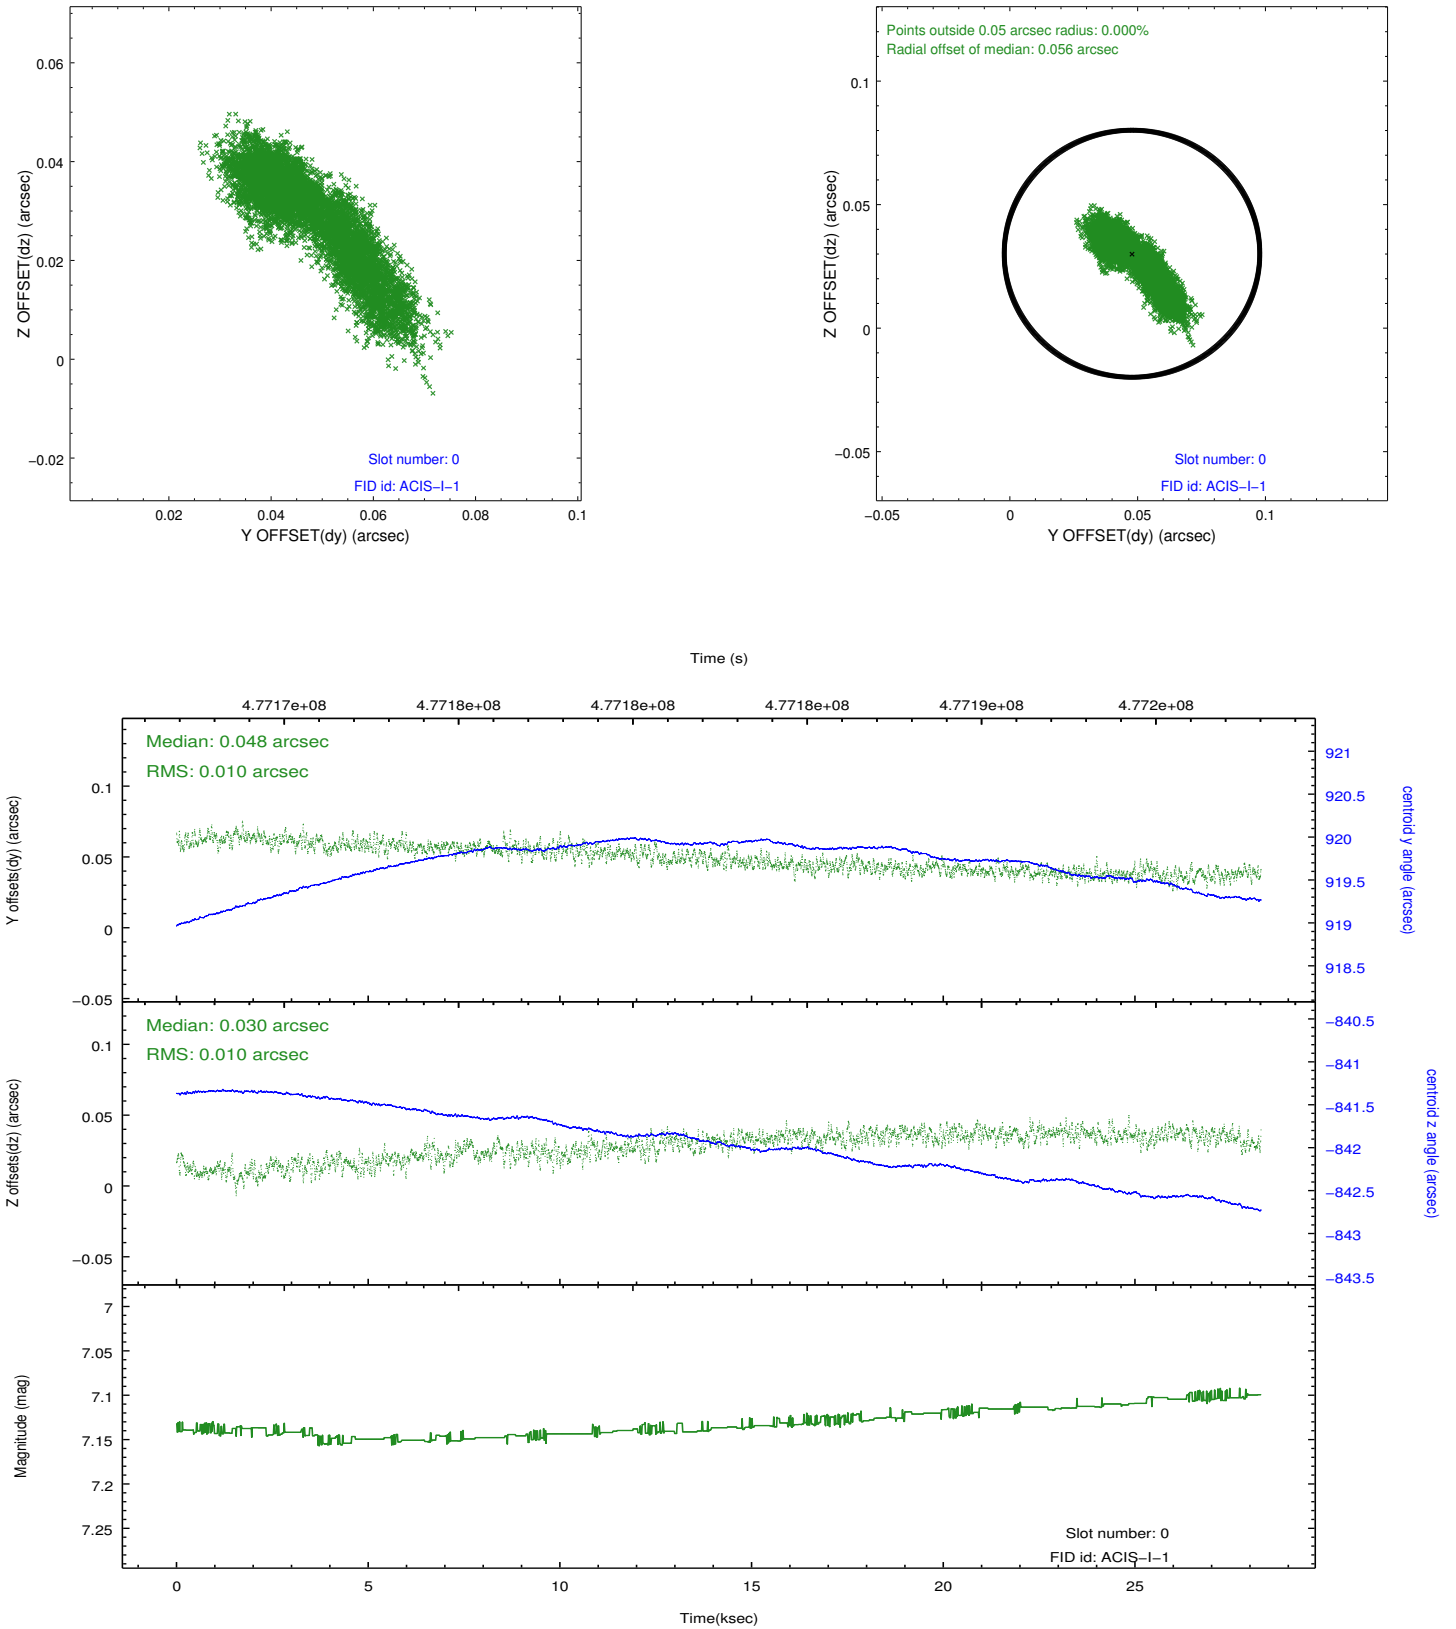 0.06
0.04
0.02
0
−0.02
0.02
0.04
0.06
0.08
0.1
Z OFFSET(dz) (arcsec)
Y OFFSET(dy) (arcsec)
Slot number: 0
FID id: ACIS−I−1
Points outside 0.05 arcsec radius: 0.000%
Radial offset of median: 0.056 arcsec
0.1
0.05
0
−0.05
−0.05
0
0.05
0.1
Z OFFSET(dz) (arcsec)
Y OFFSET(dy) (arcsec)
Slot number: 0
FID id: ACIS−I−1
Time (s)
4.7717e+08
4.7718e+08
4.7718e+08
4.7718e+08
4.7719e+08
4.772e+08
Median: 0.048 arcsec
RMS: 0.010 arcsec
0.1
0.05
0
−0.05
Y offsets(dy) (arcsec)
921
920.5
920
919.5
919
918.5
centroid y angle (arcsec)
Median: 0.030 arcsec
RMS: 0.010 arcsec
0.1
0.05
0
−0.05
Z offsets(dz) (arcsec)
−840.5
−841
−841.5
−842
−842.5
−843
−843.5
centroid z angle (arcsec)
7
7.05
7.1
7.15
7.2
7.25
Magnitude (mag)
Slot number: 0
FID id: ACIS−I−1
0
5
10
15
20
25
Time(ksec)